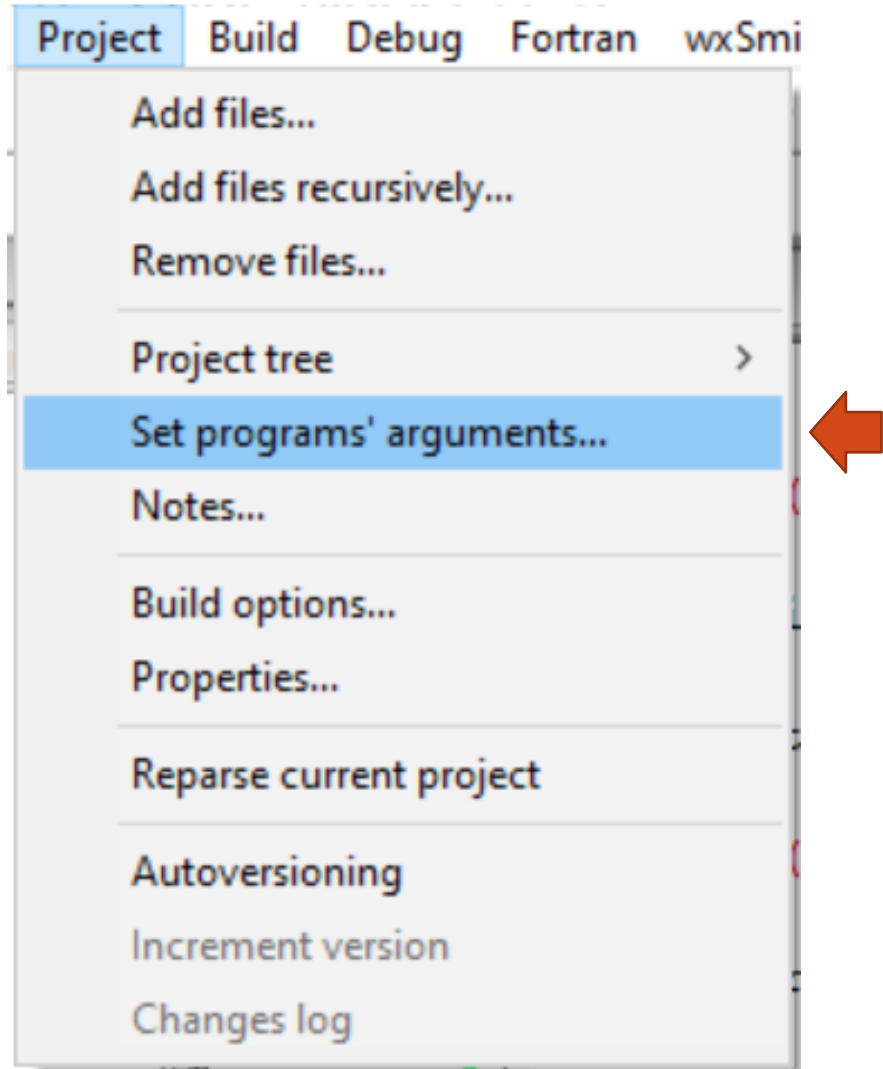 Project Build Debug Fortran wxSmi
Add files...
Add files recursively...
Remove files...
Project tree
Set programs' arguments...
Notes...
Build options...
Properties...
Reparse current project
Autoversioning
Increment version
Changes log